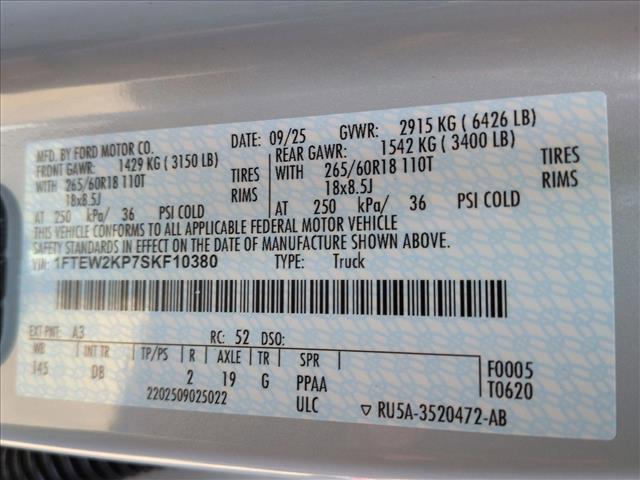 MFD. BY FORD MOTOR CO.
DATE: 09/25 GVWR: 2915 KG ( 6426 LB)
FRONT GAWR: 1429 KG ( 3150 LB) REAR GAWR: 1542 KG ( 3400 LB)
WITH 265/60R18 110T TIRES WITH 265/60R18 110T TIRES
18x8.5J RIMS 18x8.5J RIMS
AT 250 kPa/ 36 PSI COLD AT 250 kPa/ 36 PSI COLD
THIS VEHICLE CONFORMS TO ALL APPLICABLE FEDERAL MOTOR VEHICLE
SAFETY STANDARDS IN EFFECT ON THE DATE OF MANUFACTURE SHOWN ABOVE.
VIN: 1FTEW2KP7SKF10380 TYPE: Truck
EXT PNT: A3 RC: 52 DSO:
WB INT TR TP/PS R AXLE TR SPR
145 DB 2 19 G PPAA
2202509025022 ULC
F0005
T0620
RU5A-3520472-AB